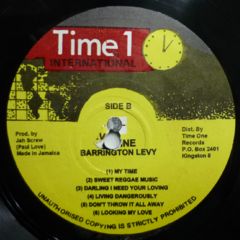 Time 1
INTERNATIONAL
SIDE B
Prod. by
Jah Screw
(Paul Love)
Made in Jamaica
Dist. By
Time One
Records
P.O. Box 2401
Kingston 8
BARRINGTON LEVY
(1) MY TIME
(2) SWEET REGGAE MUSIC
(3) DARLING I NEED YOUR LOVING
(4) LIVING DANGEROUSLY
(5) DON'T THROW IT ALL AWAY
(6) LOOKING MY LOVE
UNAUTHORISED COPYING IS STRICTLY PROHIBITED